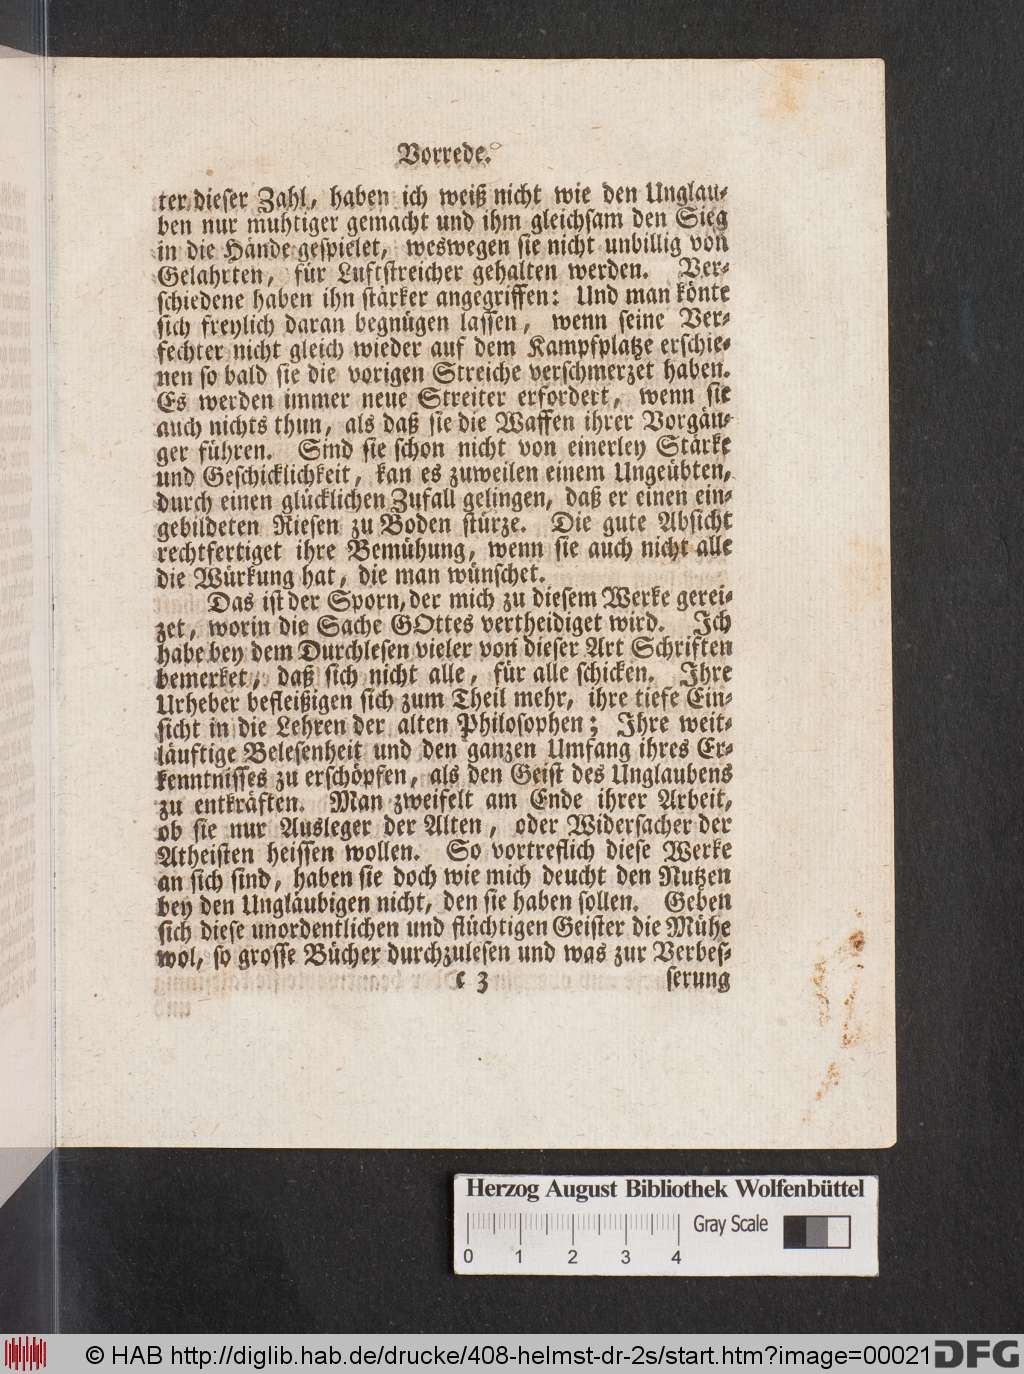 Vorrede.
ter dieser Zahl, haben ich weiß nicht wie den Unglau-
ben nur muhtiger gemacht und ihm gleichsam den Sieg
in die Hände gespielet, weswegen sie nicht unbillig von
Gelahrten, für Luftstreicher gehalten werden. Ver-
schiedene haben ihn stärker angegriffen: Und man könte
sich freylich daran begnügen lassen, wenn seine Ver-
fechter nicht gleich wieder auf dem Kampfplatze erschie-
nen so bald sie die vorigen Streiche verschmerzet haben.
Es werden immer neue Streiter erfordert, wenn sie
auch nichts thun, als daß sie die Waffen ihrer Vorgän-
ger führen. Sind sie schon nicht von einerley Stärke
und Geschicklichkeit, kan es zuweilen einem Ungeübten,
durch einen glücklichen Zufall gelingen, daß er einen ein-
gebildeten Riesen zu Boden stürze. Die gute Absicht
rechtfertiget ihre Bemühung, wenn sie auch nicht alle
die Würkung hat, die man wünschet.
Das ist der Sporn, der mich zu diesem Werke gerei-
zet, worin die Sache GOttes vertheidiget wird. Ich
habe bey dem Durchlesen vieler von dieser Art Schriften
bemerket, daß sich nicht alle, für alle schicken. Ihre
Urheber befleißigen sich zum Theil mehr, ihre tiefe Ein-
sicht in die Lehren der alten Philosophen; Ihre weit-
läuftige Belesenheit und den ganzen Umfang ihres Er-
kenntnisses zu erschöpfen, als den Geist des Unglaubens
zu entkräften. Man zweifelt am Ende ihrer Arbeit,
ob sie nur Ausleger der Alten, oder Widersacher der
Atheisten heissen wollen. So vortreflich diese Werke
an sich sind, haben sie doch wie mich deucht den Nutzen
bey den Ungläubigen nicht, den sie haben sollen. Geben
sich diese unordentlichen und flüchtigen Geister die Mühe
wol, so grosse Bücher durchzulesen und was zur Verbes-
c 3 serung
Herzog August Bibliothek Wolfenbüttel
Gray Scale
0 1 2 3 4
© HAB http://diglib.hab.de/drucke/408-helmst-dr-2s/start.htm?image=00021
DFG